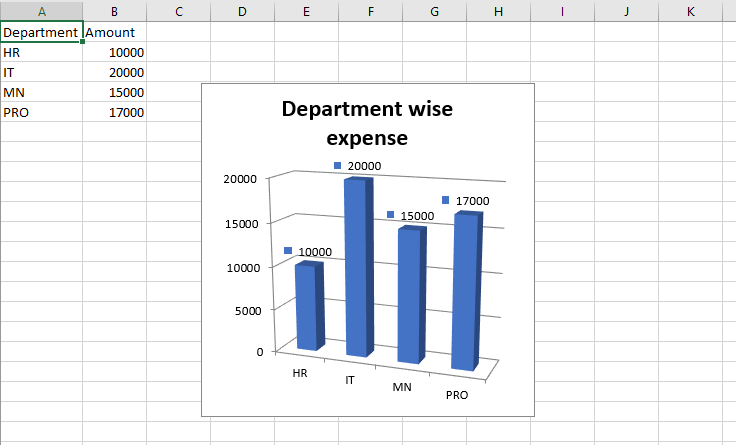 A B C D E F G H I J K
Department Amount
HR 10000
IT 20000
MN 15000
PRO 17000
Department wise
expense
20000
15000
10000
5000
0
10000
20000
15000
17000
HR
IT
MN
PRO